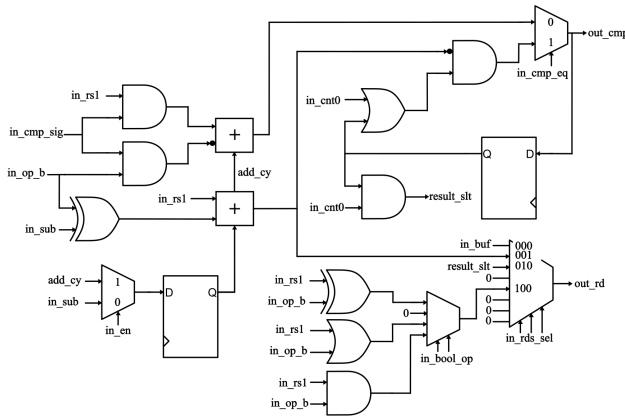 0
1
out_cmp
in_cmp_eq
in_rs1
in_cmp_sig
in_op_b
in_sub
+
add_cy
in_rs1
+
in_cnt0
Q D
in_cnt0
result_slt
add_cy
in_sub
1
0
in_en
D Q
in_buf
result_slt
0
0
0
0
000
001
010
100
out_rd
in_rds_sel
in_rs1
in_op_b
0
in_rs1
in_op_b
in_bool_op
in_rs1
in_op_b